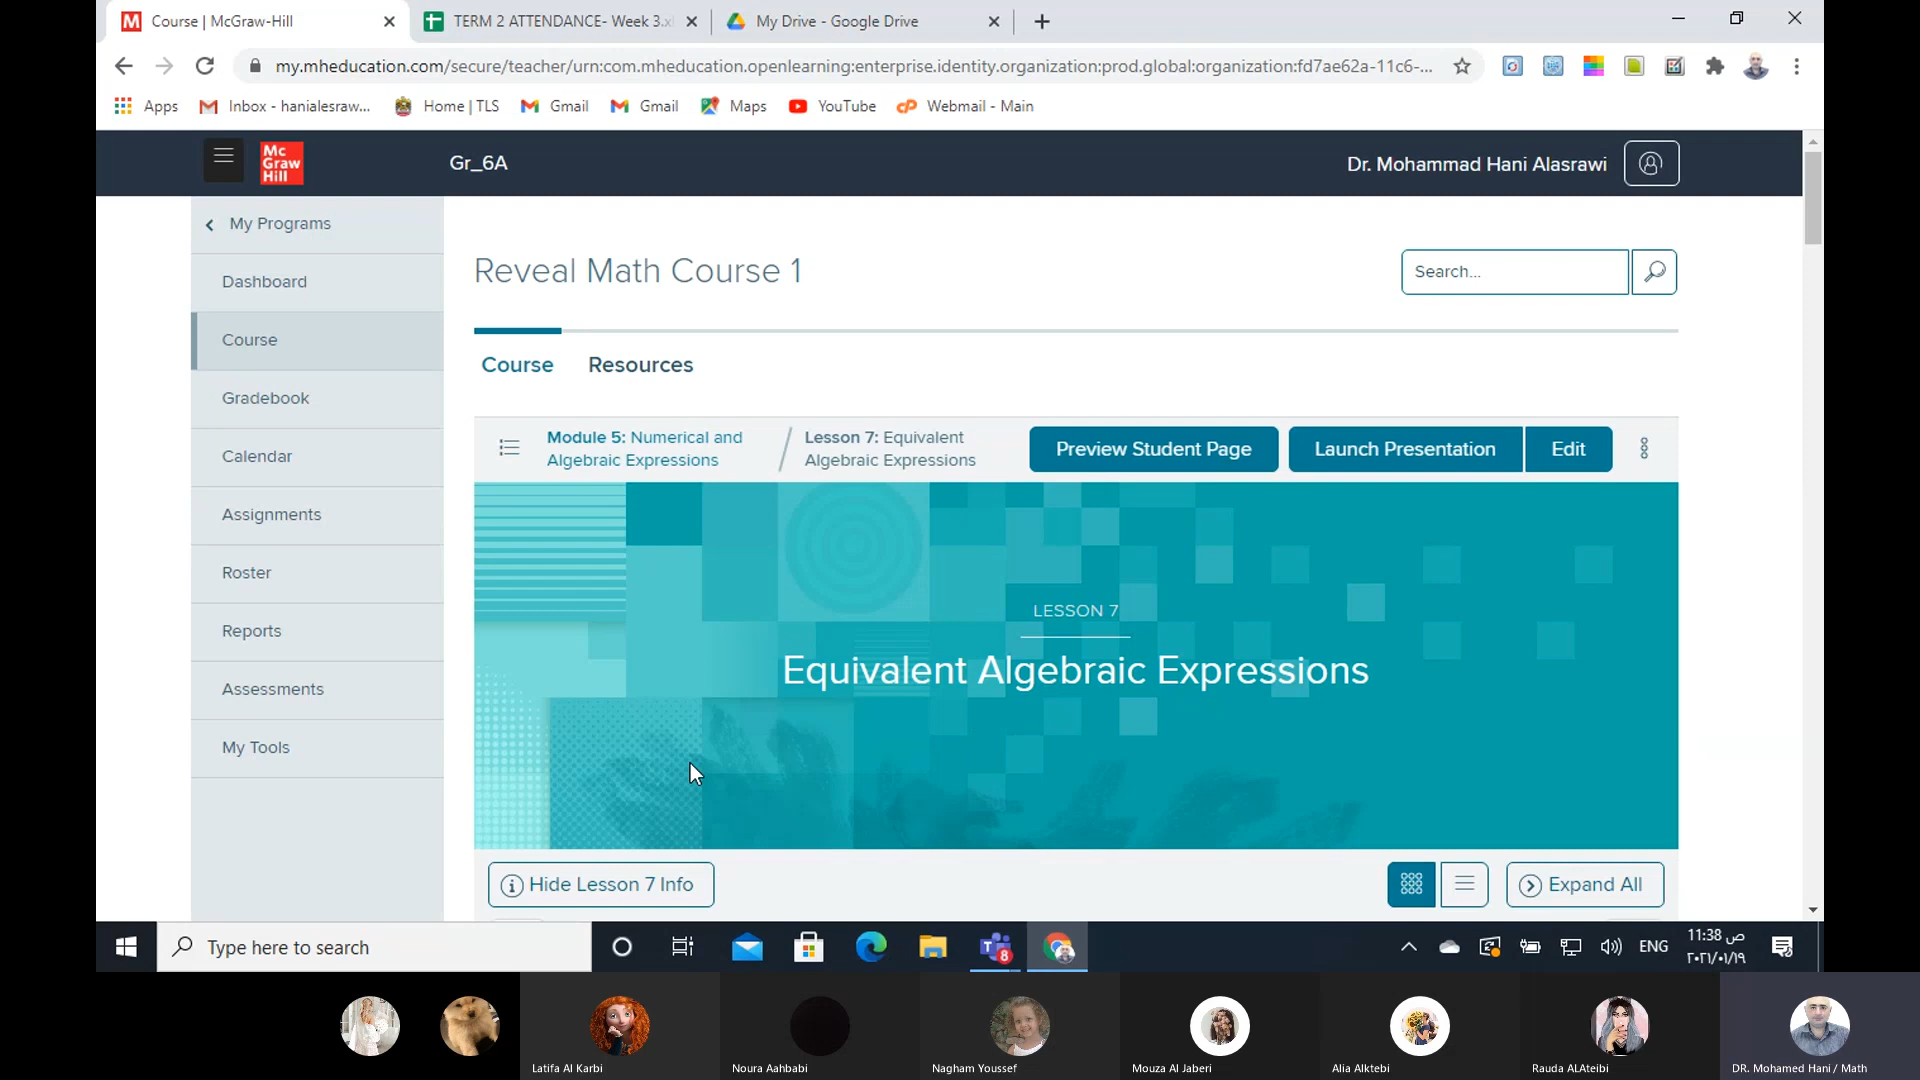 Course | McGraw-Hill
TERM 2 ATTENDANCE- Week 3.x
My Drive - Google Drive
my.mheducation.com/secure/teacher/urn:com.mheducation.openlearning:enterprise.identity.organization:prod.global:organization:fd7ae62a-11c6-...
Apps
Inbox - hanialesraw...
Home | TLS
Gmail
Gmail
Maps
YouTube
Webmail - Main
Mc
Graw
Hill
Gr_6A
Dr. Mohammad Hani Alasrawi
My Programs
Dashboard
Course
Gradebook
Calendar
Assignments
Roster
Reports
Assessments
My Tools
Reveal Math Course 1
Search...
Course
Resources
Module 5: Numerical and
Algebraic Expressions
Lesson 7: Equivalent
Algebraic Expressions
Preview Student Page
Launch Presentation
Edit
LESSON 7
Equivalent Algebraic Expressions
Hide Lesson 7 Info
Expand All
Type here to search
8
ENG
11:38 ص
٢٠٢١/٠١/١٩
Latifa Al Karbi
Noura Aahbabi
Nagham Youssef
Mouza Al Jaberi
Alia Alktebi
Rauda ALAteibi
DR. Mohamed Hani / Math